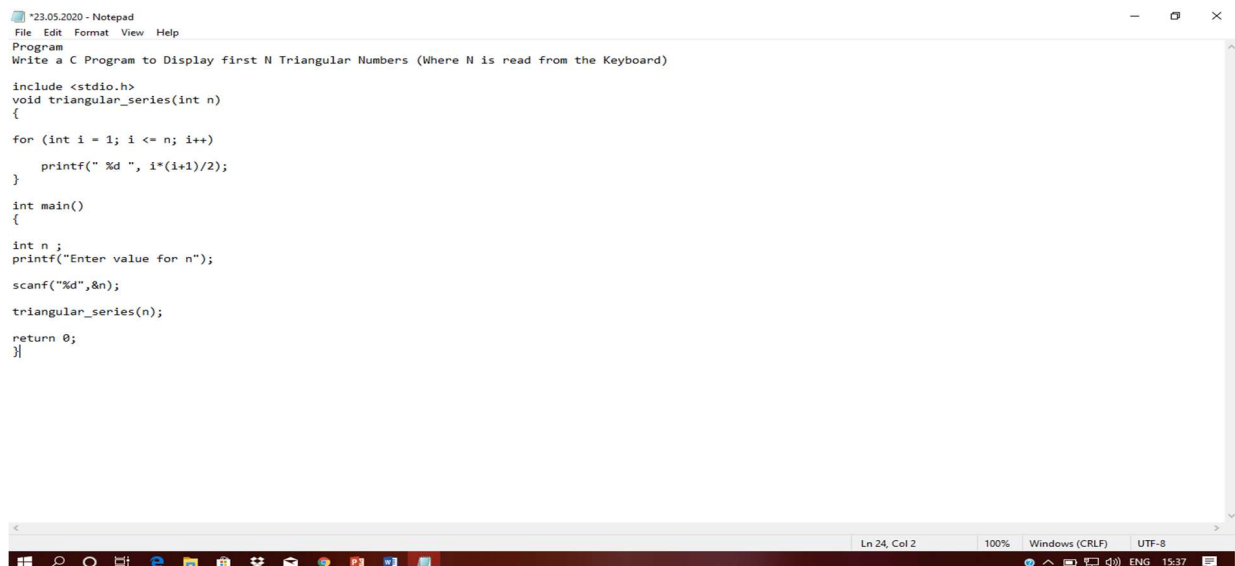 *23.05.2020 - Notepad
File Edit Format View Help
Program
Write a C Program to Display first N Triangular Numbers (Where N is read from the Keyboard)
include <stdio.h>
void triangular_series(int n)
{
for (int i = 1; i <= n; i++)
printf(" %d ", i*(i+1)/2);
}
int main()
{
int n ;
printf("Enter value for n");
scanf("%d",&n);
triangular_series(n);
return 0;
}
Ln 24, Col 2 100% Windows (CRLF) UTF-8
ENG 15:37